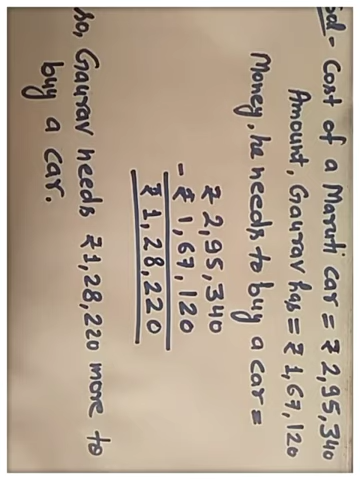 Sol - Cost of a Maruti car = ₹ 2,95,340
Amount, Gaurav has = ₹ 1,67,120
Money, he needs to buy a car =
₹ 2,95,340
- ₹ 1,67,120
₹ 1,28,220
so, Gaurav needs ₹1,28,220 more to
buy a car.